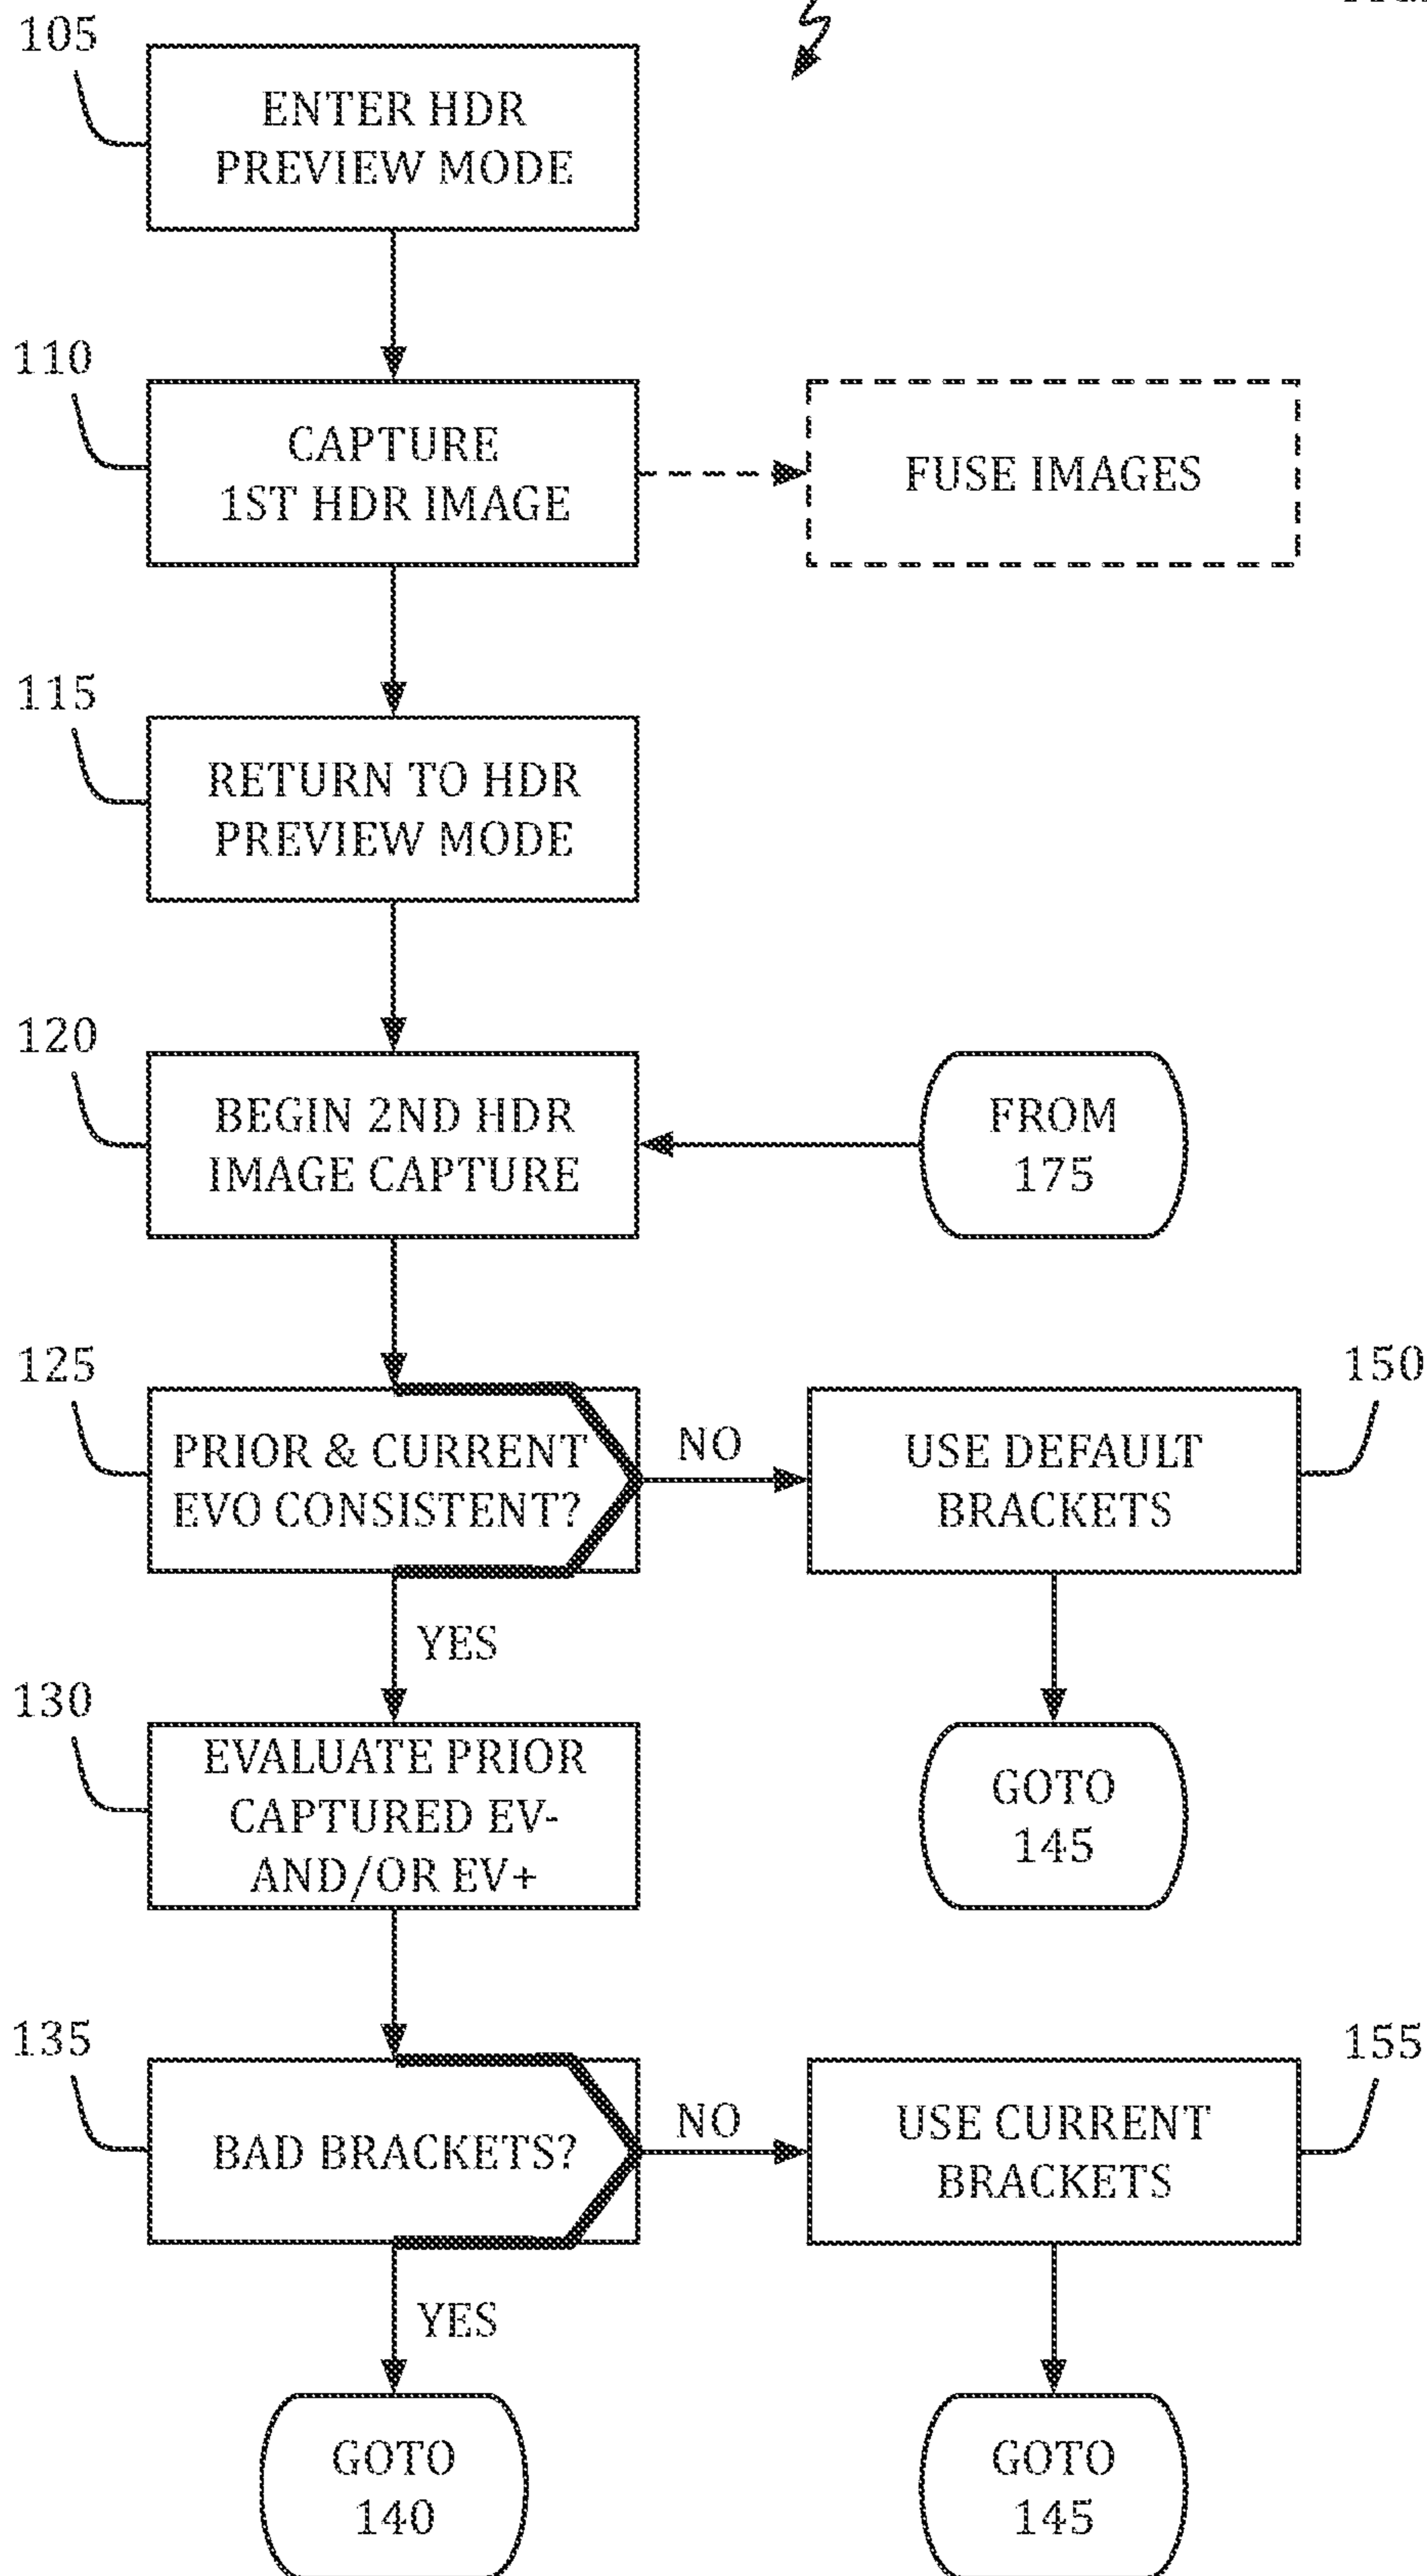 105
ENTER HDR
PREVIEW MODE
110
CAPTURE
1ST HDR IMAGE
FUSE IMAGES
115
RETURN TO HDR
PREVIEW MODE
120
BEGIN 2ND HDR
IMAGE CAPTURE
FROM
175
125
PRIOR & CURRENT
EVO CONSISTENT?
NO
150
USE DEFAULT
BRACKETS
YES
130
EVALUATE PRIOR
CAPTURED EV-
AND/OR EV+
GOTO
145
135
BAD BRACKETS?
NO
155
USE CURRENT
BRACKETS
YES
GOTO
140
GOTO
145